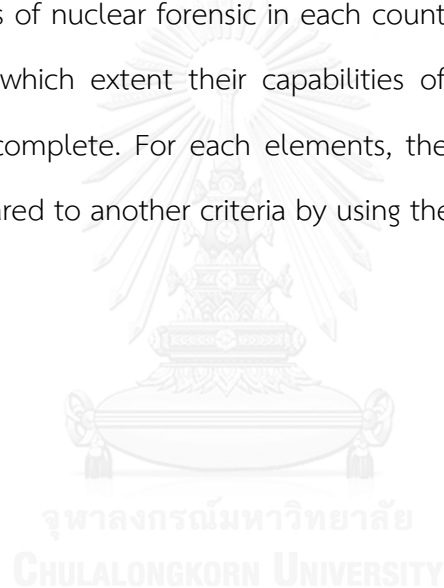 s of nuclear forensic in each count
which extent their capabilities of
complete. For each elements, the
ared to another criteria by using the
จุฬาลงกรณ์มหาวิทยาลัย
CHULALONGKORN UNIVERSITY